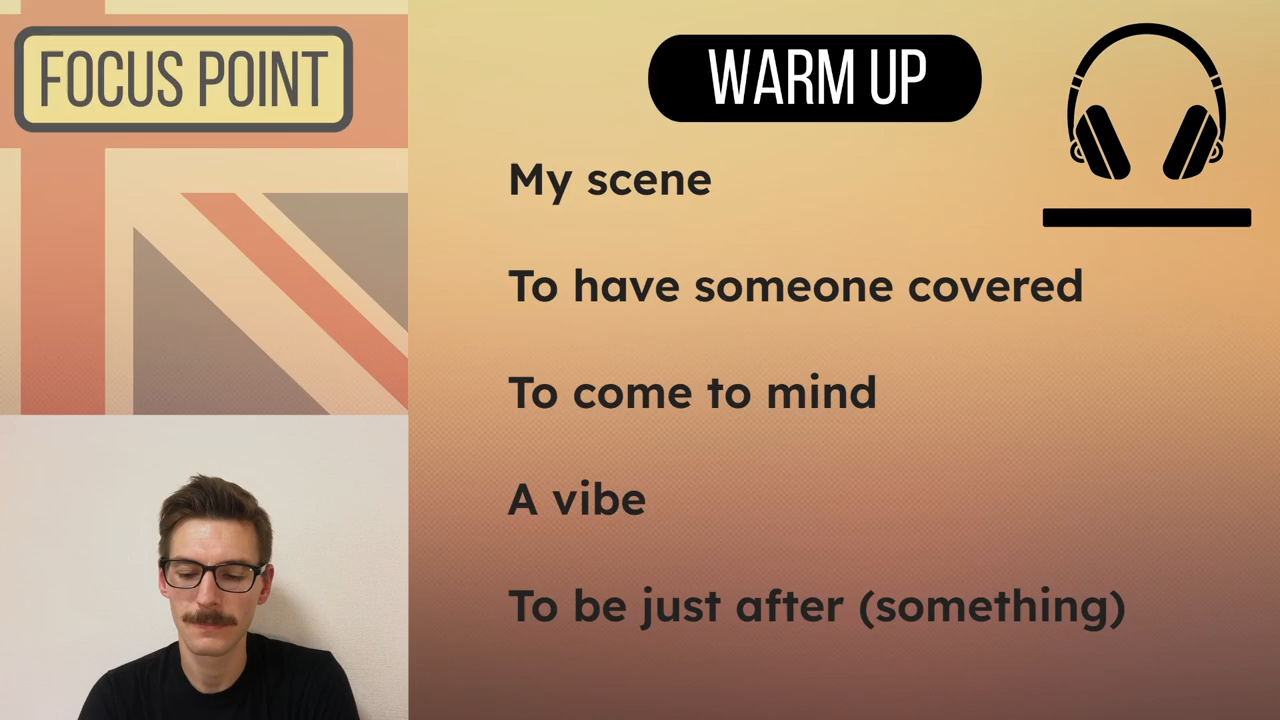 FOCUS POINT
WARM UP
My scene
To have someone covered
To come to mind
A vibe
To be just after (something)